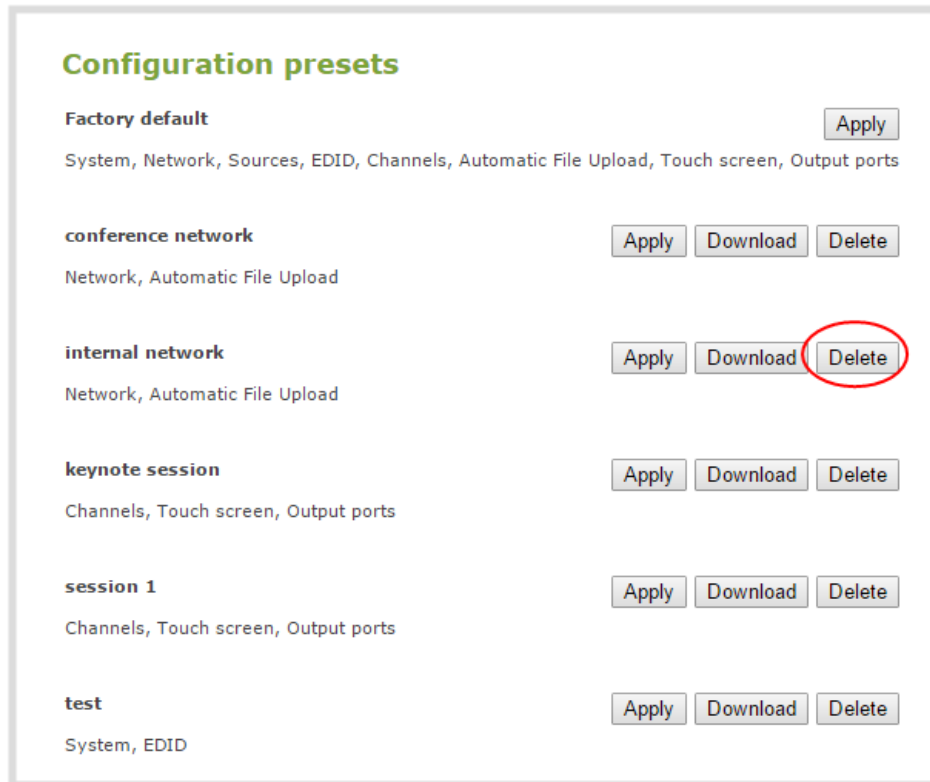 Configuration presets
Factory default
Apply
System, Network, Sources, EDID, Channels, Automatic File Upload, Touch screen, Output ports
conference network
Apply Download Delete
Network, Automatic File Upload
internal network
Apply Download Delete
Network, Automatic File Upload
keynote session
Apply Download Delete
Channels, Touch screen, Output ports
session 1
Apply Download Delete
Channels, Touch screen, Output ports
test
Apply Download Delete
System, EDID